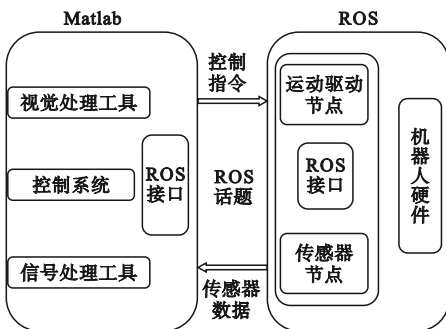 Matlab
ROS
视觉处理工具
控制系统
信号处理工具
ROS
接口
控制
指令
ROS
话题
传感器
数据
运动驱动
节点
ROS
接口
传感器
节点
机
器
人
硬
件